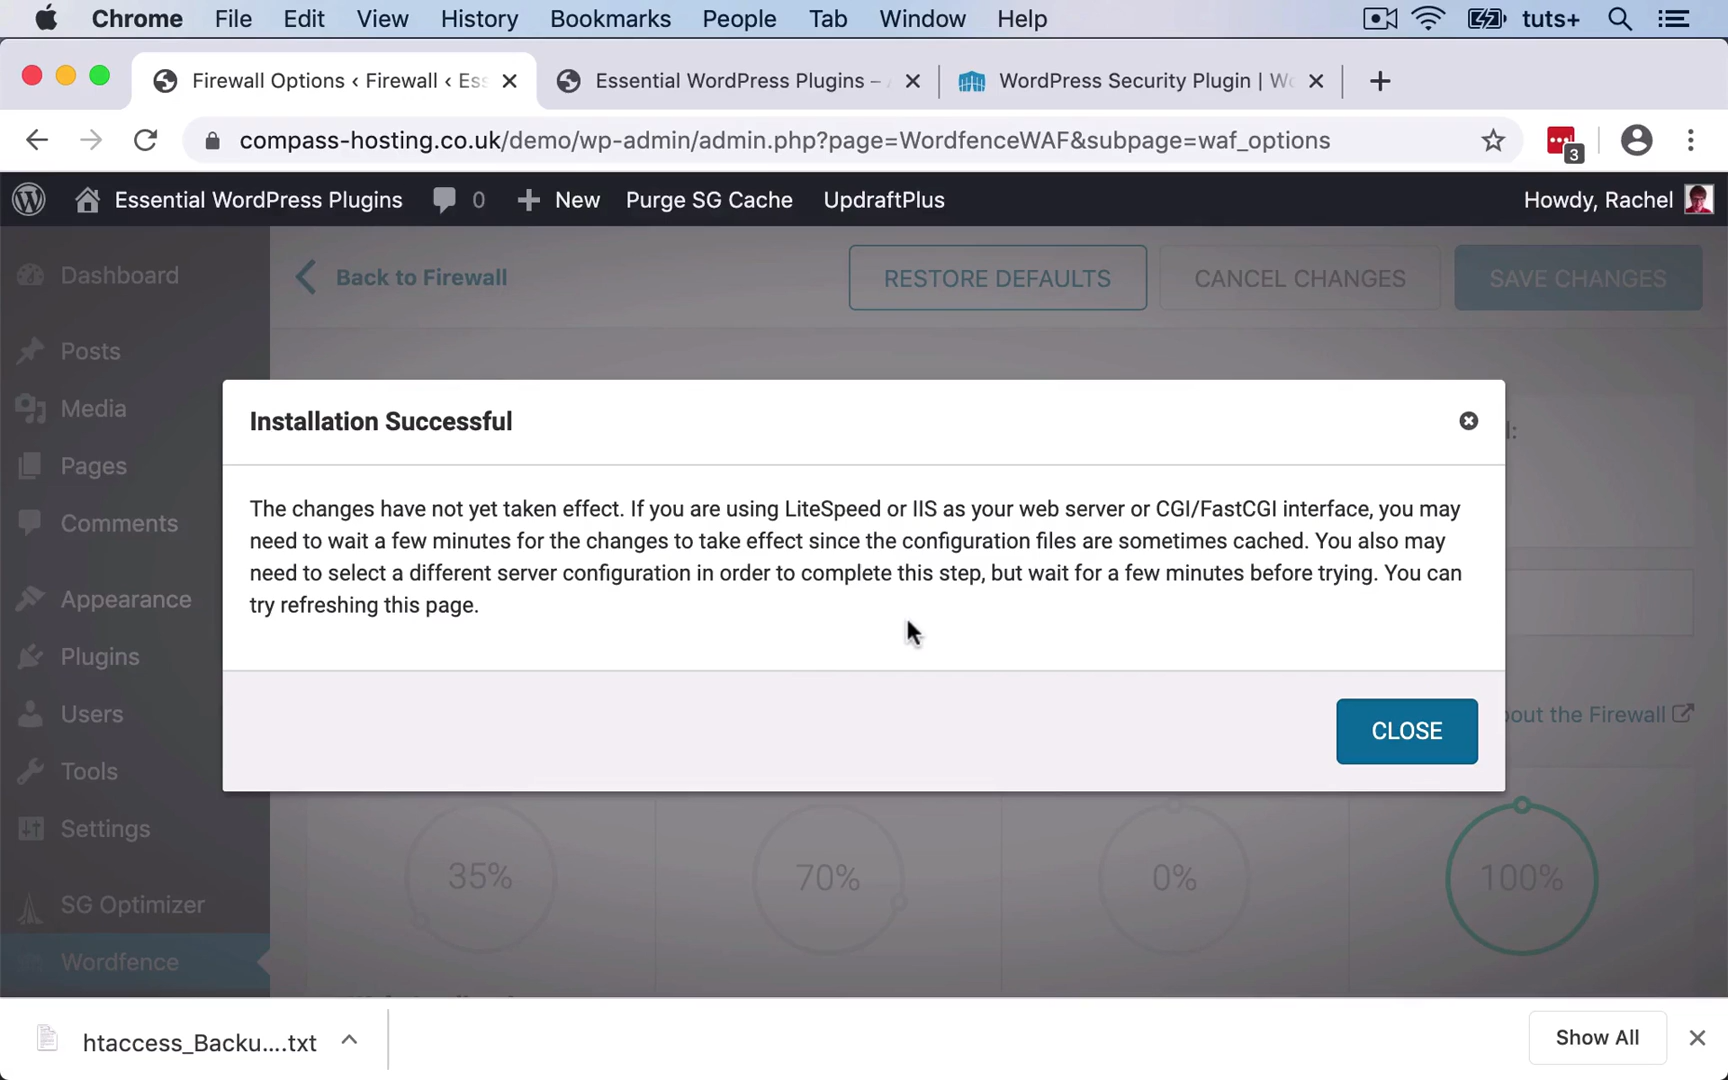 Chrome File Edit View History Bookmarks People Tab Window Help tuts+
Firewall Options ‹ Firewall ‹ Ess
Essential WordPress Plugins –
WordPress Security Plugin | Wo
compass-hosting.co.uk/demo/wp-admin/admin.php?page=WordfenceWAF&subpage=waf_options
3
Essential WordPress Plugins 0 New Purge SG Cache UpdraftPlus Howdy, Rachel
Dashboard
Posts
Media
Pages
Comments
Appearance
Plugins
Users
Tools
Settings
SG Optimizer
Wordfence
Back to Firewall RESTORE DEFAULTS CANCEL CHANGES SAVE CHANGES
Installation Successful
The changes have not yet taken effect. If you are using LiteSpeed or IIS as your web server or CGI/FastCGI interface, you may
need to wait a few minutes for the changes to take effect since the configuration files are sometimes cached. You also may
need to select a different server configuration in order to complete this step, but wait for a few minutes before trying. You can
try refreshing this page.
CLOSE
the Firewall
35% 70% 0% 100%
htaccess_Backu....txt
Show All